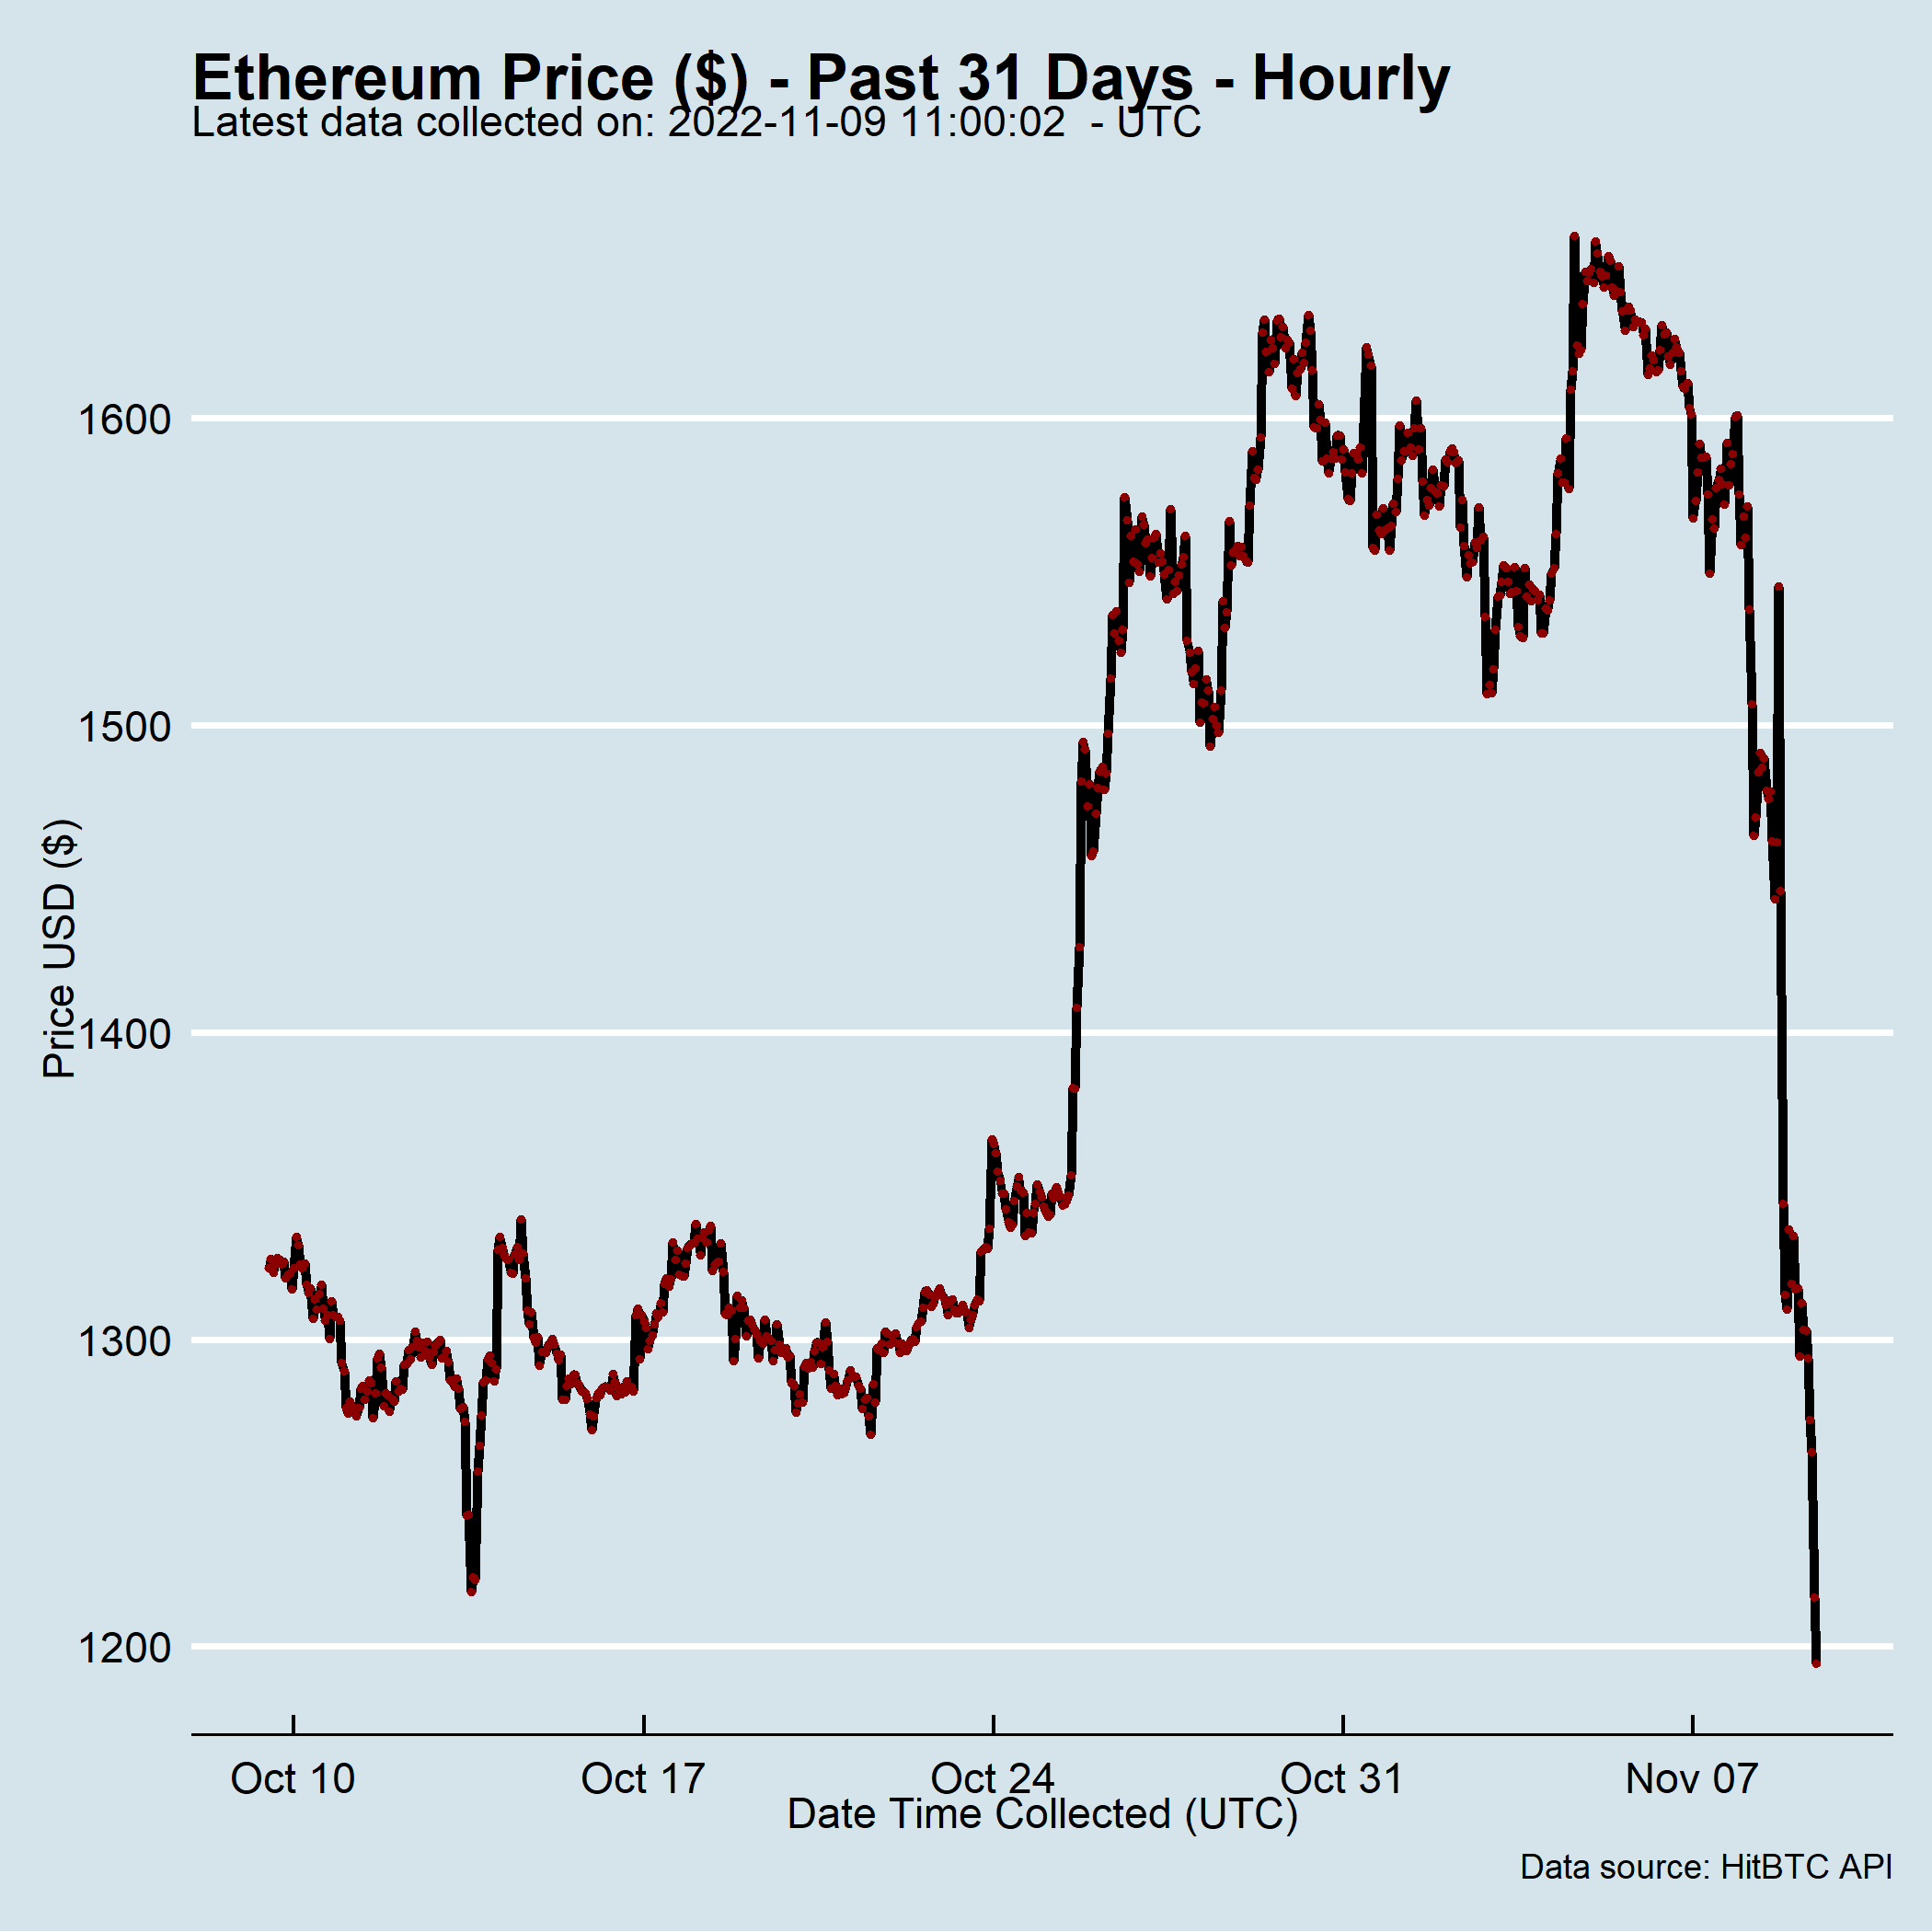 Ethereum Price ($) - Past 31 Days - Hourly
Latest data collected on: 2022-11-09 11:00:02  - UTC
Price USD ($)
1600
1500
1400
1300
1200
Oct 10
Oct 17
Oct 24
Oct 31
Nov 07
Date Time Collected (UTC)
Data source: HitBTC API